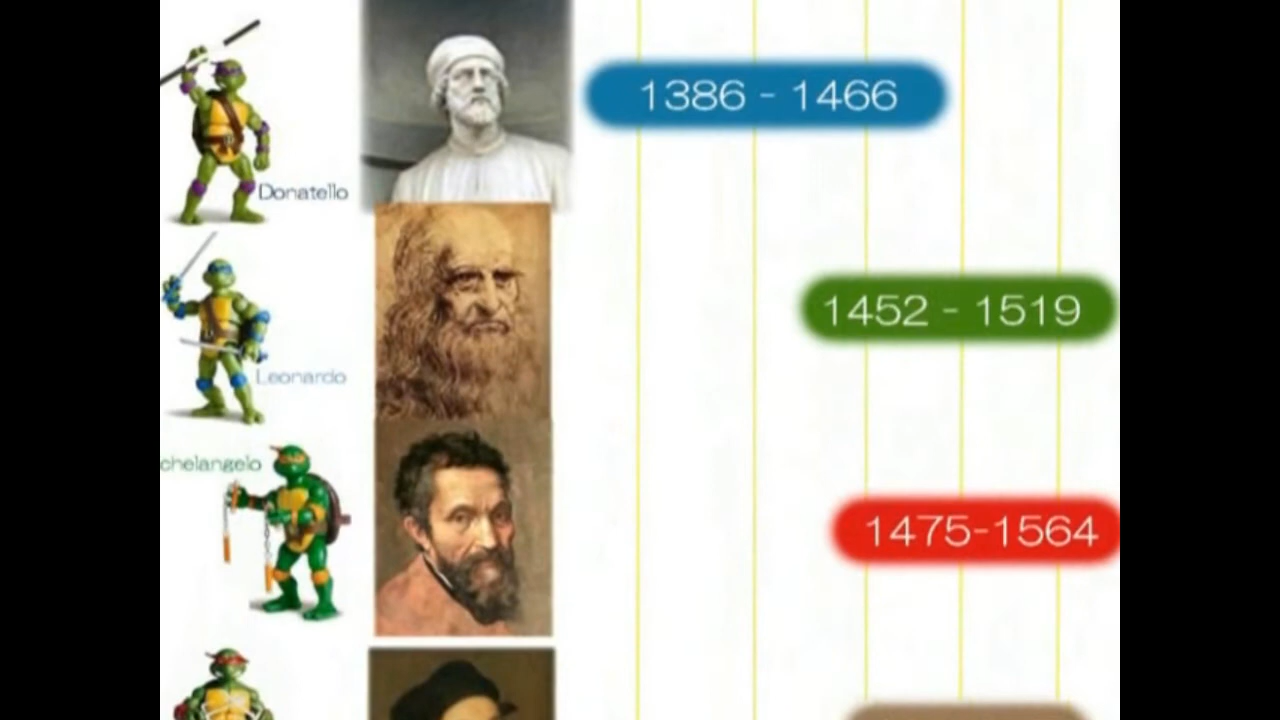 1386 - 1466
Donatello
1452 - 1519
Leonardo
chelangelo
1475-1564